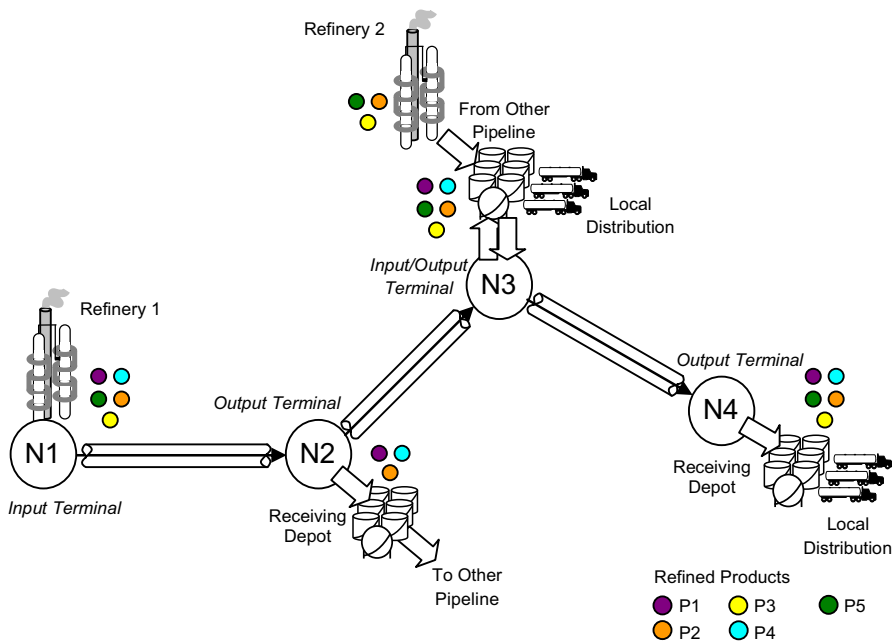 Refinery 2
From Other
Pipeline
Local
Distribution
Input/Output
Terminal
N3
Refinery 1
Output Terminal
Output Terminal
N1
N2
N4
Input Terminal
Receiving
Depot
Receiving
Depot
Local
Distribution
To Other
Pipeline
Refined Products
P1 P3 P5
P2 P4